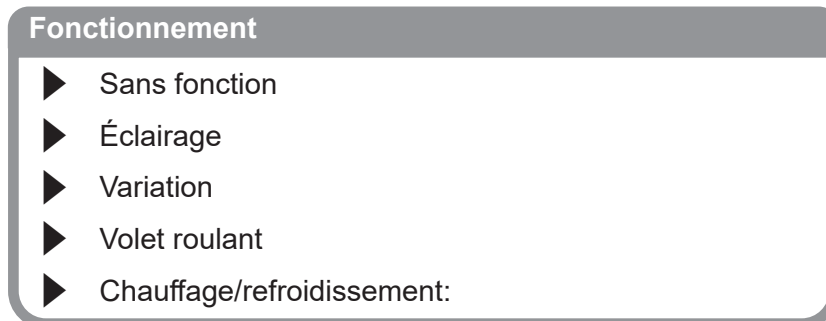 Fonctionnement
Sans fonction
Éclairage
Variation
Volet roulant
Chauffage/refroidissement: